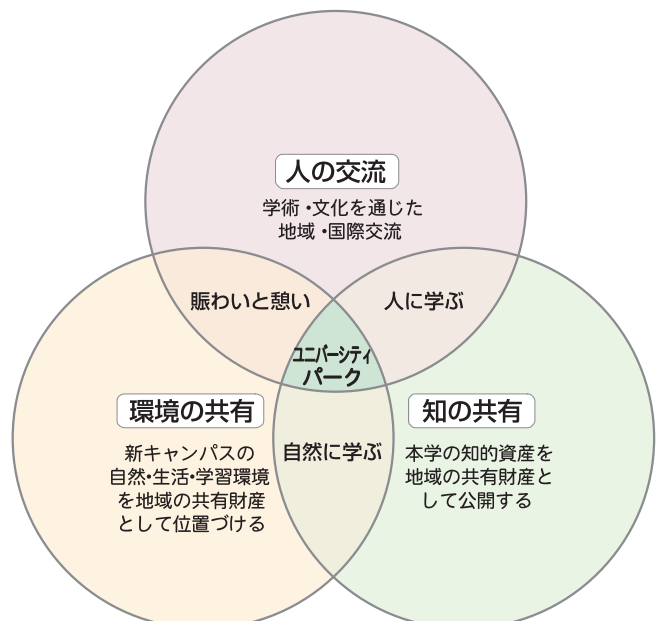 人の交流
学術・文化を通じた
地域・国際交流
賑わいと憩い
人に学ぶ
ユニバーシティ
パーク
環境の共有
新キャンパスの
自然・生活・学習環境
を地域の共有財産
として位置づける
自然に学ぶ
知の共有
本学の知的資産を
地域の共有財産と
して公開する